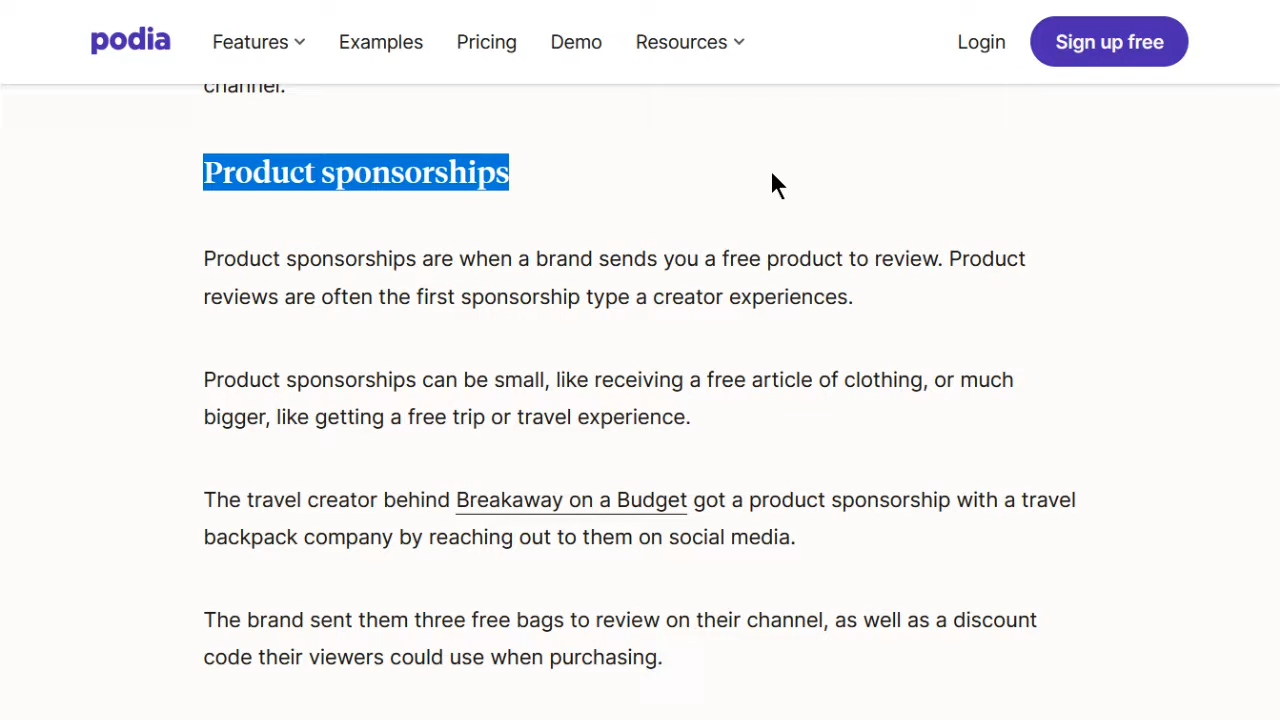 podia
Features
Examples
Pricing
Demo
Resources
Login
Sign up free
channel.
Product sponsorships
Product sponsorships are when a brand sends you a free product to review. Product
reviews are often the first sponsorship type a creator experiences.
Product sponsorships can be small, like receiving a free article of clothing, or much
bigger, like getting a free trip or travel experience.
The travel creator behind Breakaway on a Budget got a product sponsorship with a travel
backpack company by reaching out to them on social media.
The brand sent them three free bags to review on their channel, as well as a discount
code their viewers could use when purchasing.